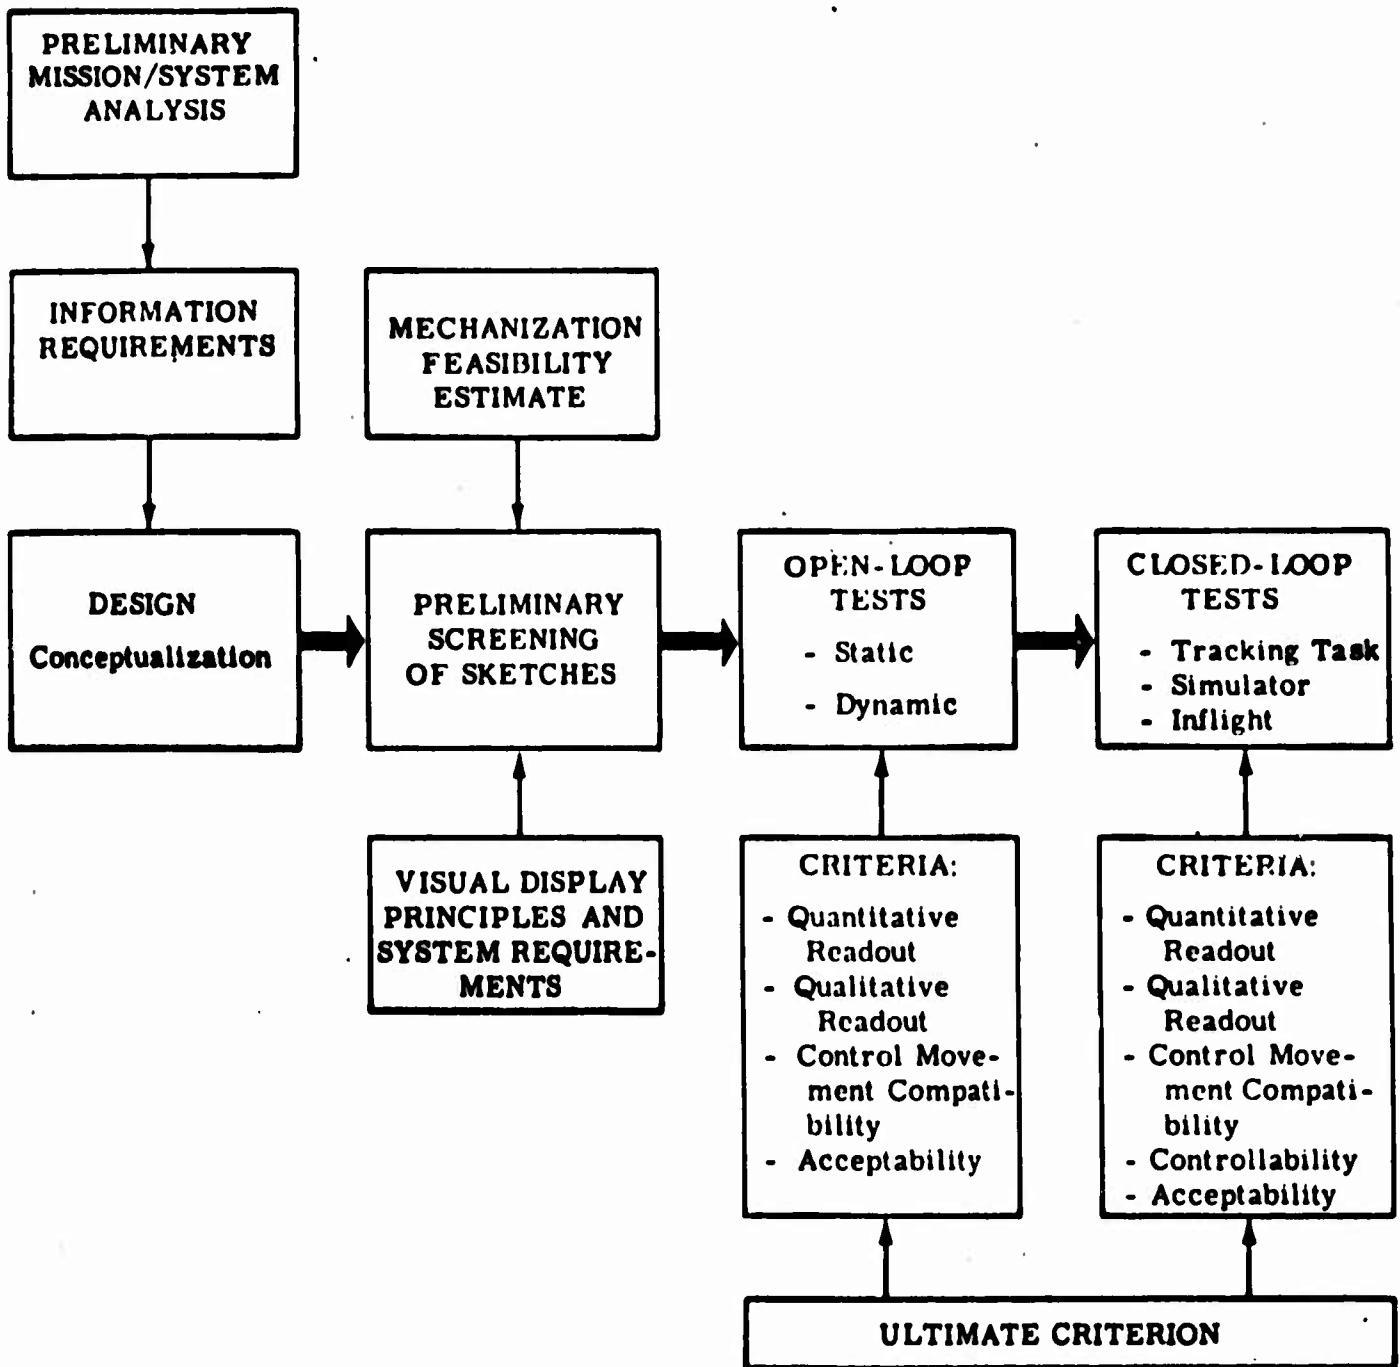 PRELIMINARY
MISSION/SYSTEM
ANALYSIS
INFORMATION
REQUIREMENTS
MECHANIZATION
FEASIBILITY
ESTIMATE
DESIGN
Conceptualization
PRELIMINARY
SCREENING
OF SKETCHES
OPEN-LOOP
TESTS
- Static
- Dynamic
CLOSED-LOOP
TESTS
- Tracking Task
- Simulator
- Inflight
VISUAL DISPLAY
PRINCIPLES AND
SYSTEM REQUIRE-
MENTS
CRITERIA:
- Quantitative
Readout
- Qualitative
Readout
- Control Move-
ment Compati-
bility
- Acceptability
CRITERIA:
- Quantitative
Readout
- Qualitative
Readout
- Control Move-
ment Compati-
bility
- Controllability
- Acceptability
ULTIMATE CRITERION